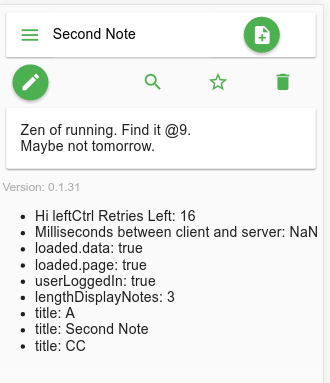 Second Note
Zen of running. Find it @9.
Maybe not tomorrow.
Version: 0.1.31
Hi leftCtrl Retries Left: 16
Milliseconds between client and server: NaN
loaded.data: true
loaded.page: true
userLoggedIn: true
lengthDisplayNotes: 3
title: A
title: Second Note
title: CC